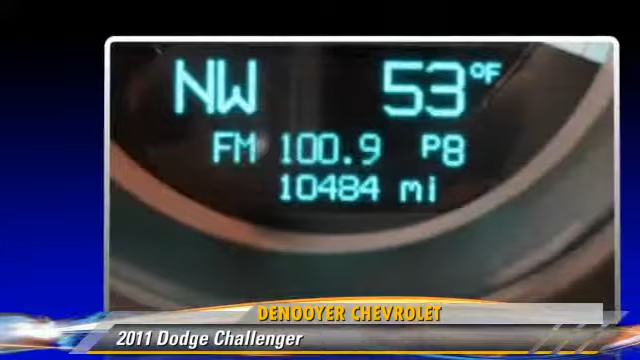 NW 53°F
FM 100.9 P8
10484 mi
DENOOYER CHEVROLET
2011 Dodge Challenger